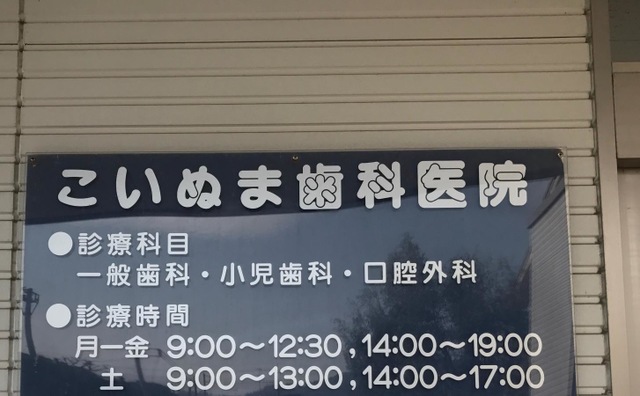 こいぬま歯科医院
●診療科目
一般歯科・小児歯科・口腔外科
●診療時間
月一金 9:00～12:30 , 14:00～19:00
土 9:00～13:00 , 14:00～17:00